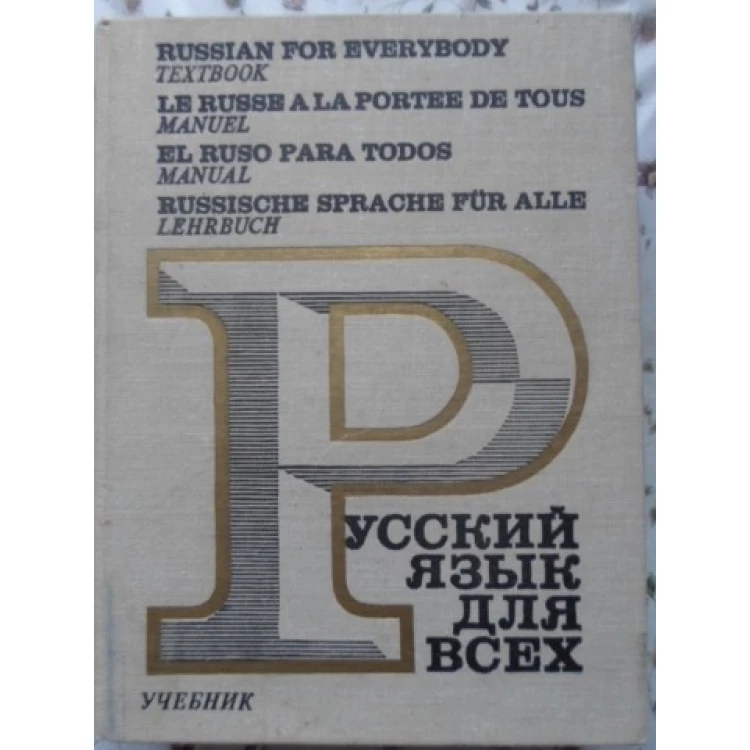 RUSSIAN FOR EVERYBODY
TEXTBOOK
LE RUSSE A LA PORTEE DE TOUS
MANUEL
EL RUSO PARA TODOS
MANUAL
RUSSISCHE SPRACHE FÜR ALLE
LEHRBUCH
РУССКИЙ
ЯЗЫК
ДЛЯ
ВСЕХ
УЧЕБНИК